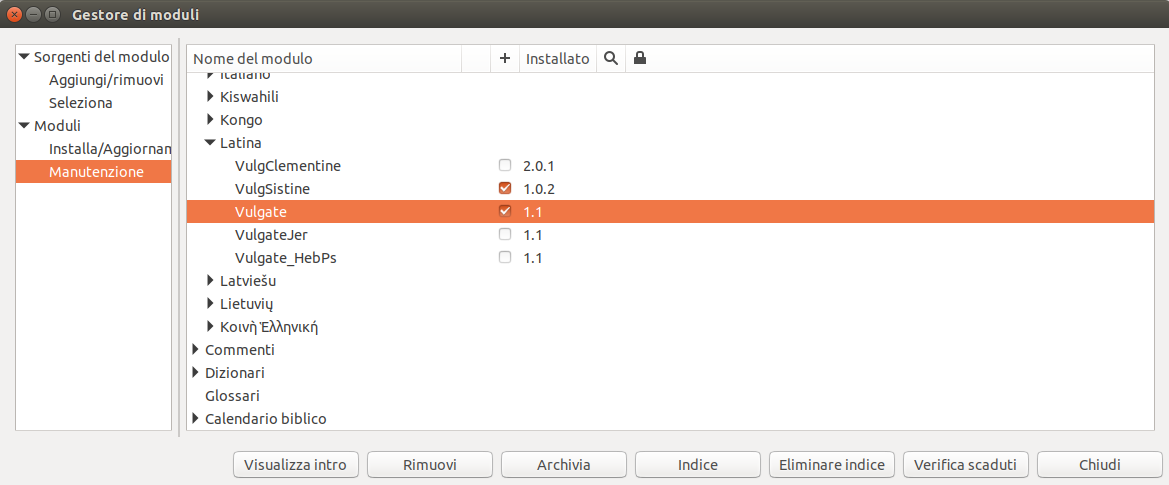 Gestore di moduli
Sorgenti del modulo
Aggiungi/rimuovi
Seleziona
Moduli
Installa/Aggiornam
Manutenzione
Nome del modulo + Installato
Italiano
Kiswahili
Kongo
Latina
VulgClementine 2.0.1
VulgSistine 1.0.2
Vulgate 1.1
VulgateJer 1.1
Vulgate_HebPs 1.1
Latviešu
Lietuvių
Κοινὴ Ἑλληνική
Commenti
Dizionari
Glossari
Calendario biblico
Visualizza intro Rimuovi Archivia Indice Eliminare indice Verifica scaduti Chiudi